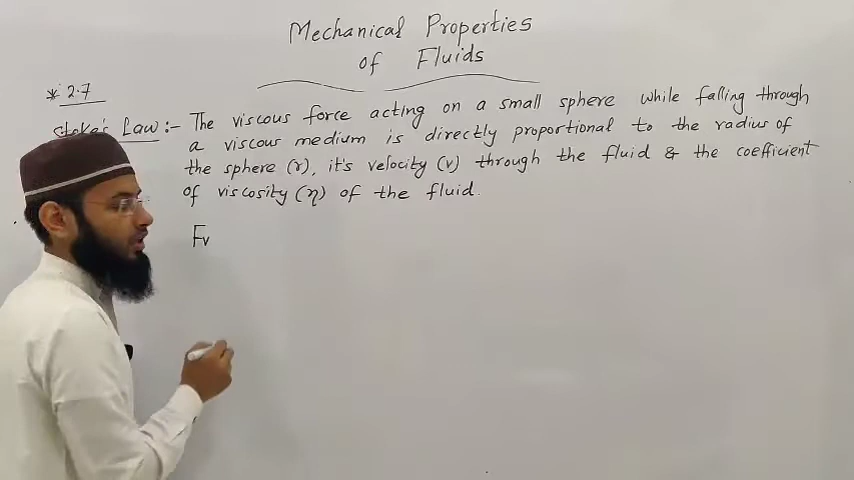 Mechanical Properties
of Fluids
* 2.7
Stoke's Law :- The viscous force acting on a small sphere while falling through
a viscous medium is directly proportional to the radius of
the sphere (r), it's velocity (v) through the fluid & the coefficient
of viscosity (η) of the fluid.
Fv